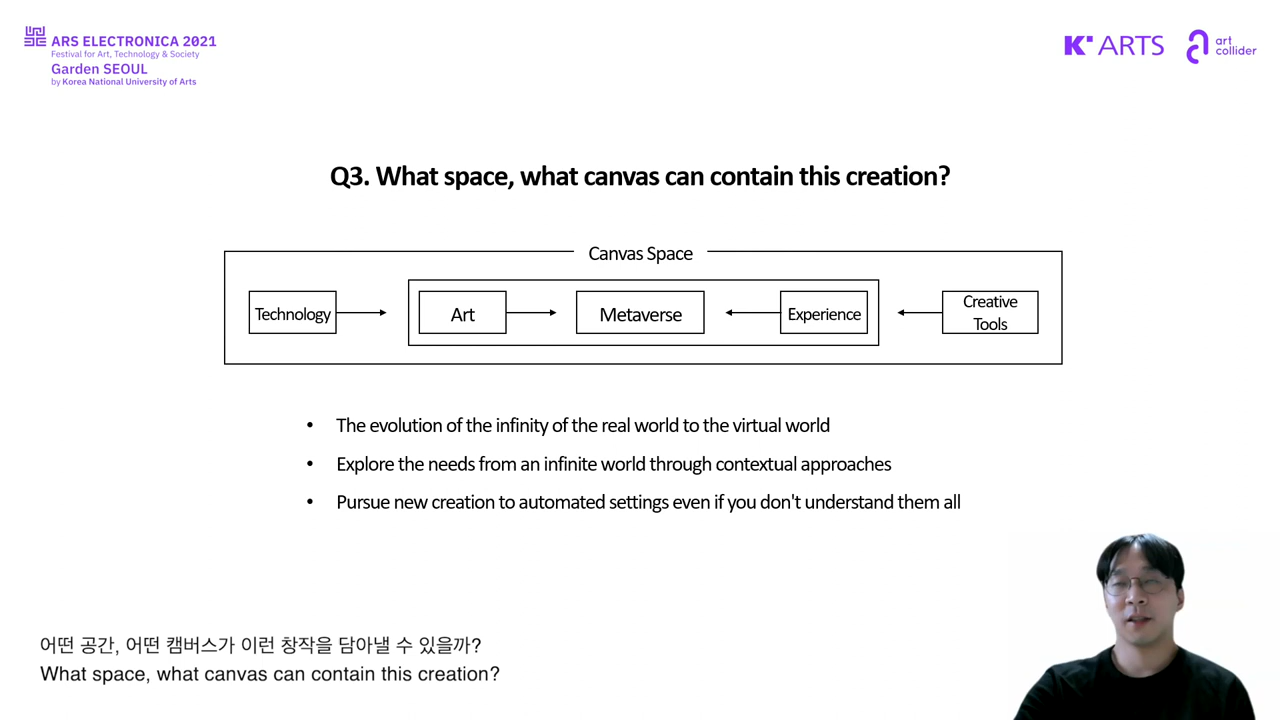 ARS ELECTRONICA 2021
Festival for Art, Technology & Society
Garden SEOUL
by Korea National University of Arts
K' ARTS
art
collider
Q3. What space, what canvas can contain this creation?
Canvas Space
Technology
Art
Metaverse
Experience
Creative
Tools
• The evolution of the infinity of the real world to the virtual world
• Explore the needs from an infinite world through contextual approaches
• Pursue new creation to automated settings even if you don't understand them all
어떤 공간, 어떤 캠버스가 이런 창작을 담아낼 수 있을까?
What space, what canvas can contain this creation?